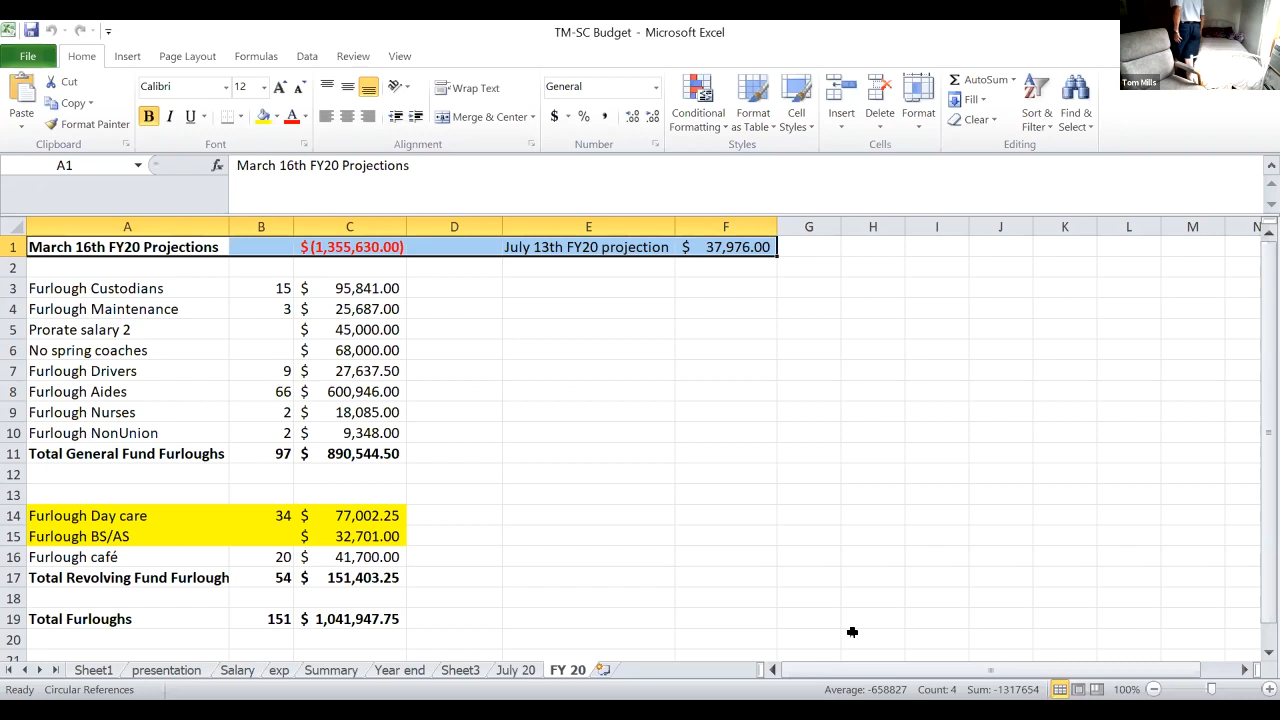 TM-SC Budget - Microsoft Excel
File Home Insert Page Layout Formulas Data Review View
Tom Mills
Cut
Copy
Format Painter
Paste
Clipboard
Calibri 12
B I U A
Font
Wrap Text
Merge & Center
Alignment
General
$ % ,
Number
Conditional Formatting
Format as Table
Cell Styles
Styles
Insert Delete Format
Cells
AutoSum
Fill
Clear
Sort & Filter
Find & Select
Editing
A1 fx March 16th FY20 Projections
A B C D E F G H I J K L M N
1 March 16th FY20 Projections $ (1,355,630.00) July 13th FY20 projection $ 37,976.00
2
3 Furlough Custodians 15 $ 95,841.00
4 Furlough Maintenance 3 $ 25,687.00
5 Prorate salary 2 $ 45,000.00
6 No spring coaches $ 68,000.00
7 Furlough Drivers 9 $ 27,637.50
8 Furlough Aides 66 $ 600,946.00
9 Furlough Nurses 2 $ 18,085.00
10 Furlough NonUnion 2 $ 9,348.00
11 Total General Fund Furloughs 97 $ 890,544.50
12
13
14 Furlough Day care 34 $ 77,002.25
15 Furlough BS/AS $ 32,701.00
16 Furlough café 20 $ 41,700.00
17 Total Revolving Fund Furlough 54 $ 151,403.25
18
19 Total Furloughs 151 $ 1,041,947.75
20
21
Sheet1 presentation Salary exp Summary Year end Sheet3 July 20 FY 20
Ready Circular References Average: -658827 Count: 4 Sum: -1317654 100%